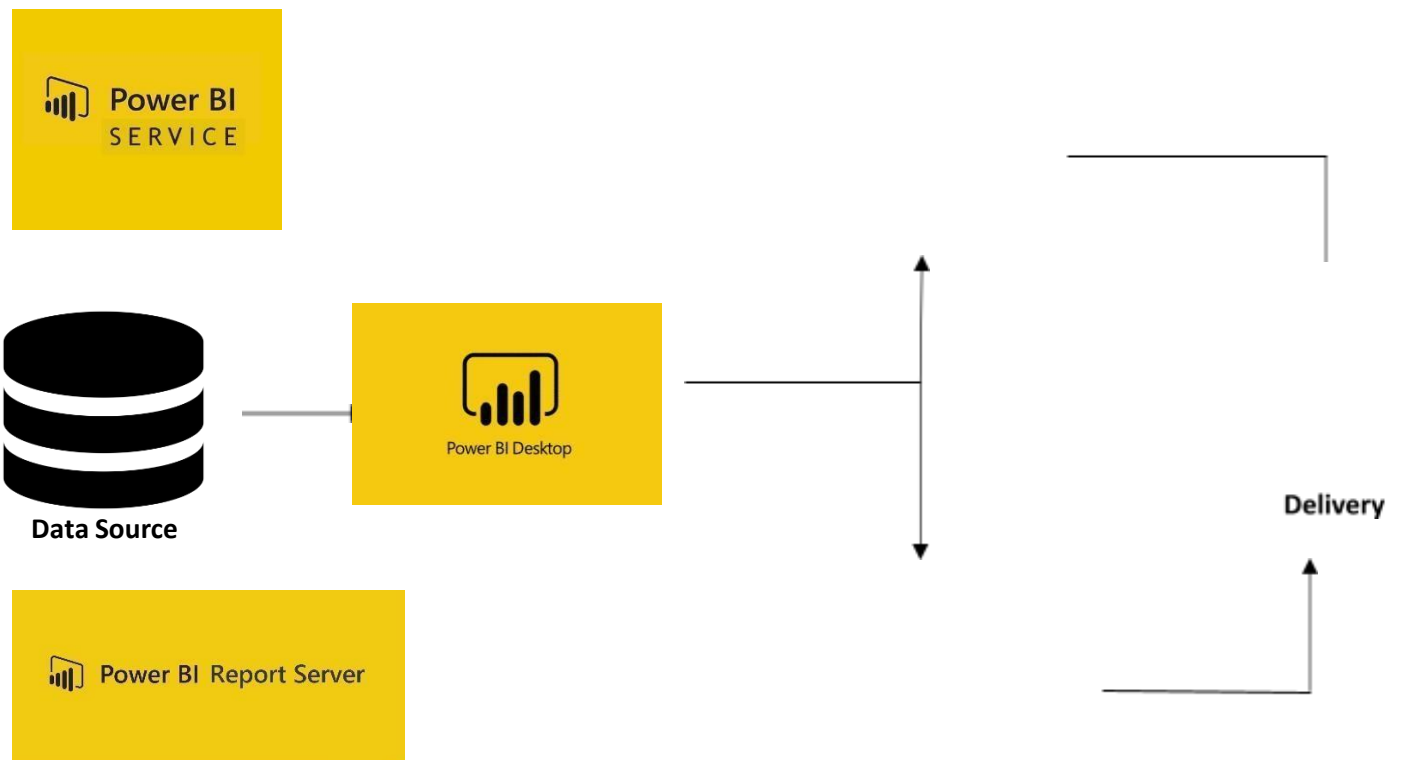 Power BI
SERVICE
Power BI Desktop
Data Source
Delivery
Power BI Report Server